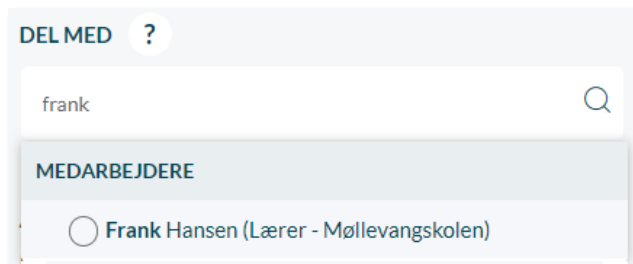 DEL MED ?
frank
MEDARBEJDERE
Frank Hansen (Lærer - Møllevangskolen)